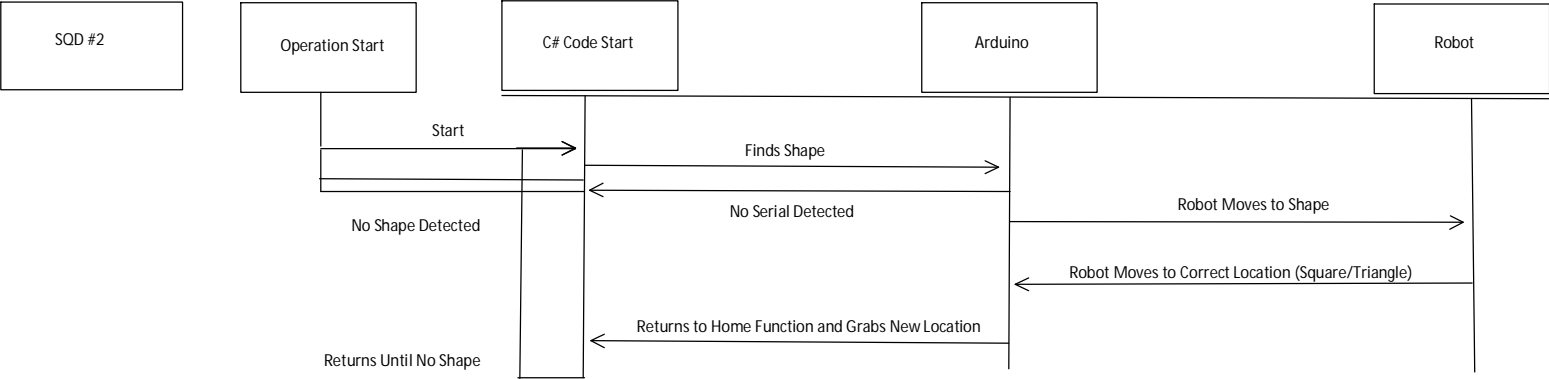 SQD #2
Operation Start
C# Code Start
Arduino
Robot
Start
Finds Shape
No Serial Detected
Robot Moves to Shape
No Shape Detected
Robot Moves to Correct Location (Square/Triangle)
Returns to Home Function and Grabs New Location
Returns Until No Shape